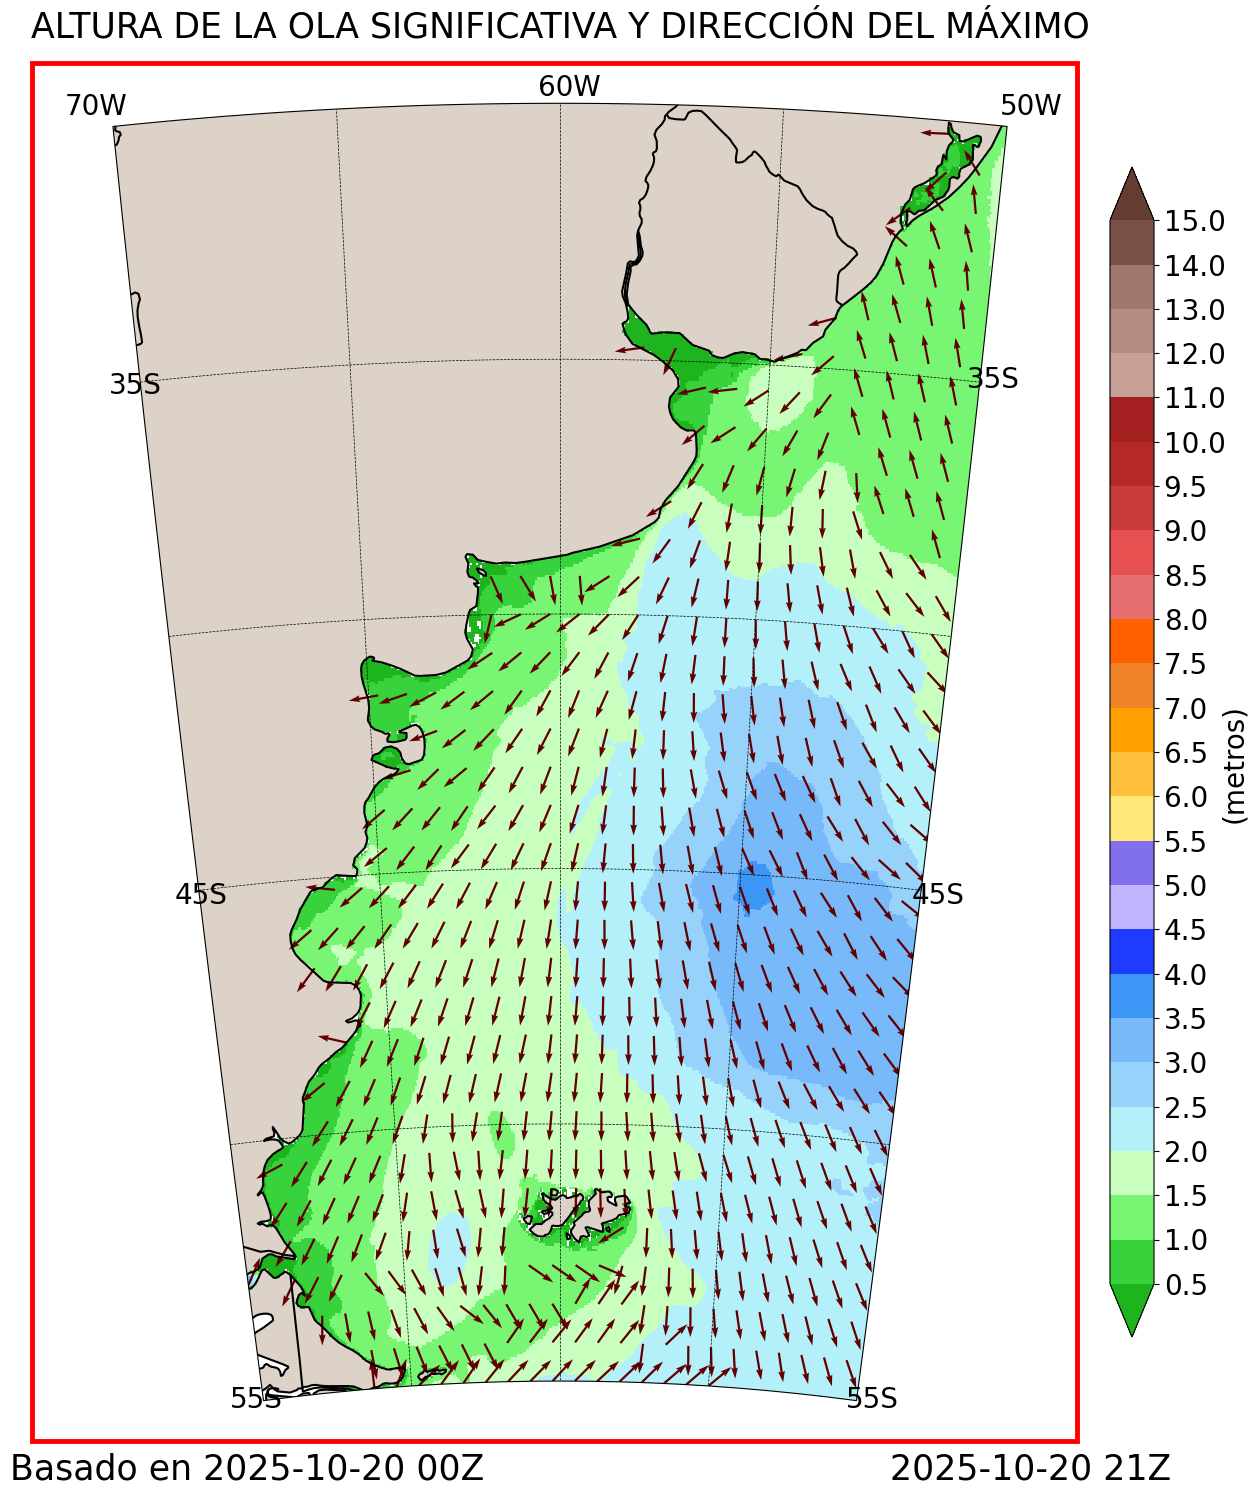 ALTURA DE LA OLA SIGNIFICATIVA Y DIRECCIÓN DEL MÁXIMO
70W
60W
50W
35S
35S
45S
45S
55S
55S
15.0
14.0
13.0
12.0
11.0
10.0
9.5
9.0
8.5
8.0
7.5
7.0
6.5
6.0
5.5
5.0
4.5
4.0
3.5
3.0
2.5
2.0
1.5
1.0
0.5
(metros)
Basado en 2025-10-20 00Z
2025-10-20 21Z